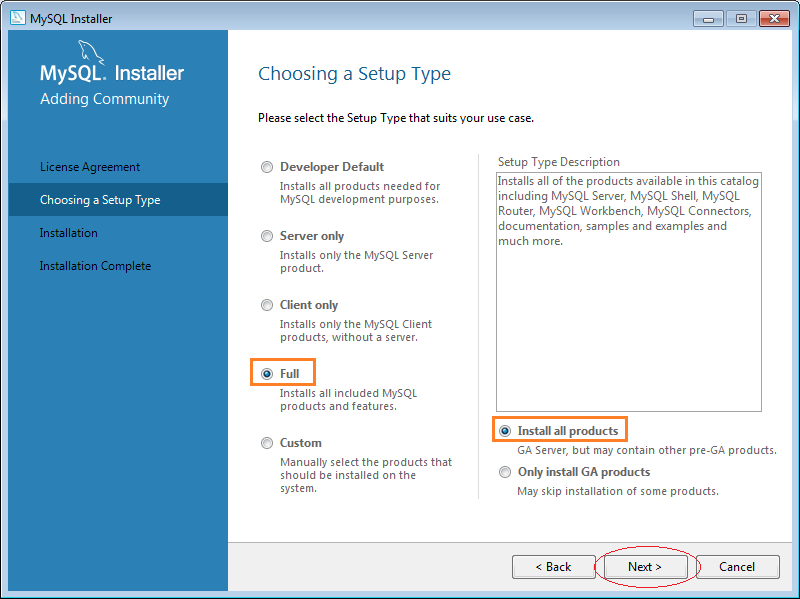 MySQL Installer
MySQL. Installer
Adding Community
License Agreement
Choosing a Setup Type
Installation
Installation Complete
Choosing a Setup Type
Please select the Setup Type that suits your use case.
Developer Default
Installs all products needed for
MySQL development purposes.
Server only
Installs only the MySQL Server
product.
Client only
Installs only the MySQL Client
products, without a server.
Full
Installs all included MySQL
products and features.
Custom
Manually select the products that
should be installed on the
system.
Setup Type Description
Installs all of the products available in this catalog
including MySQL Server, MySQL Shell, MySQL
Router, MySQL Workbench, MySQL Connectors,
documentation, samples and examples and
much more.
Install all products
GA Server, but may contain other pre-GA products.
Only install GA products
May skip installation of some products.
< Back
Next >
Cancel